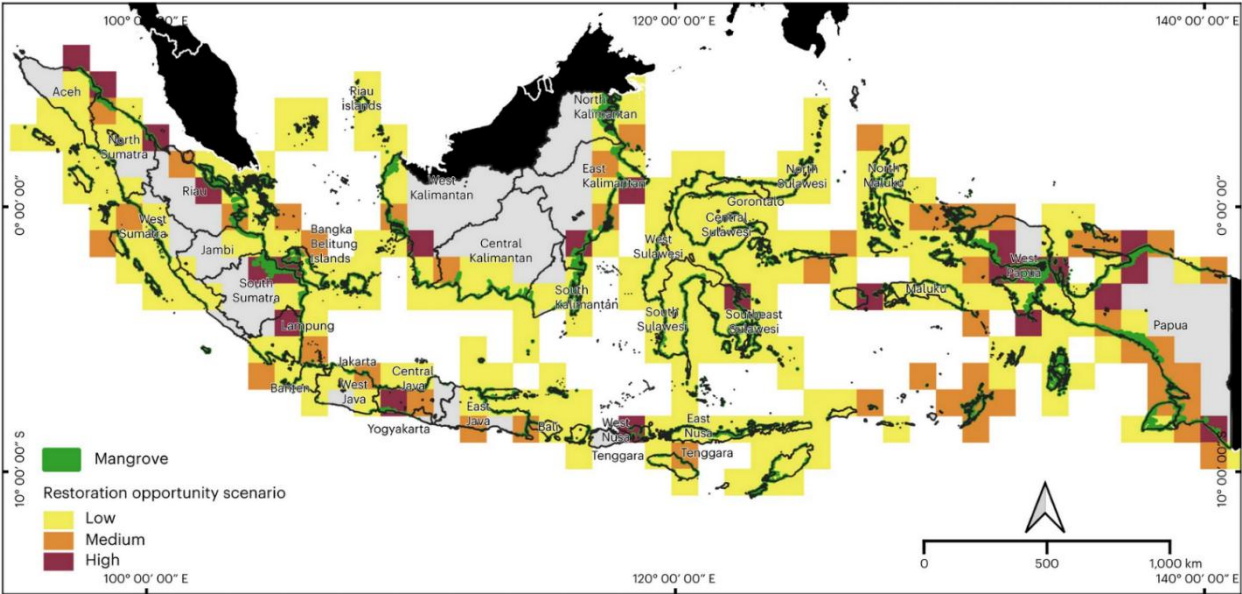 100° 00′ 00″ E
120° 00′ 00″ E
140° 00′ 00″ E
0° 00′ 00″
0° 00′ 00″
10° 00′ 00″ S
10° 00′ 00″ S
Aceh
North
Sumatra
Riau
islands
Riau
West
Sumatra
Jambi
Bangka
Belitung
islands
South
Sumatra
Lampung
West
Kalimantan
North
Kalimantan
East
Kalimantan
Central
Kalimantan
South
Kalimantan
North
Sulawesi
Gorontalo
Central
Sulawesi
West
Sulawesi
South
Sulawesi
Southeast
Sulawesi
North
Maluku
Maluku
West
Papua
Papua
Jakarta
Banten
West
Java
Central
Java
Yogyakarta
East
Java
Bali
West
Nusa
Tenggara
East
Nusa
Tenggara
Mangrove
Restoration opportunity scenario
Low
Medium
High
0
500
1,000 km
100° 00′ 00″ E
120° 00′ 00″ E
140° 00′ 00″ E